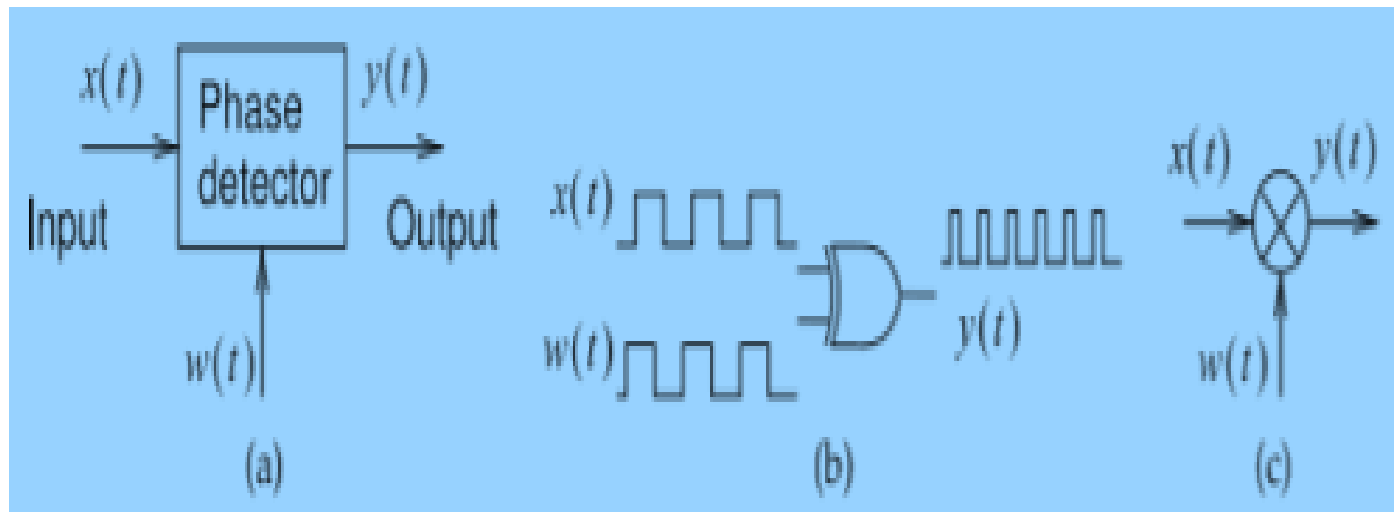 x(t)
Phase
detector
y(t)
Input
Output
w(t)
(a)
x(t)
w(t)
y(t)
(b)
x(t)
y(t)
w(t)
(c)